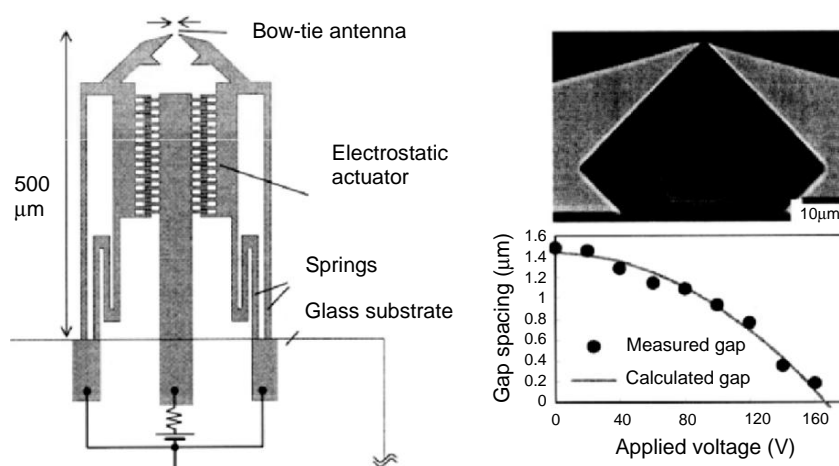 Bow-tie antenna
500
μm
Electrostatic
actuator
Springs
Glass substrate
10μm
Gap spacing (μm)
1.6
1.4
1.2
1
0.8
0.6
0.4
0.2
0
Measured gap
Calculated gap
0 40 80 120 160
Applied voltage (V)